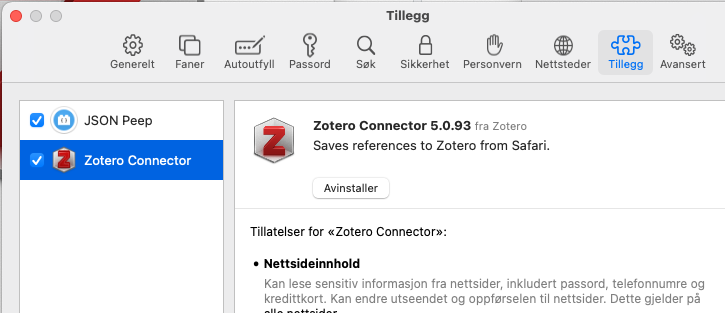 Tillegg
Generelt Faner Autoutfyll Passord Søk Sikkerhet Personvern Nettsteder Tillegg Avansert
JSON Peep
Zotero Connector
Zotero Connector 5.0.93 fra Zotero
Saves references to Zotero from Safari.
Avinstaller
Tillatelser for «Zotero Connector»:
• Nettsideinnhold
Kan lese sensitiv informasjon fra nettsider, inkludert passord, telefonnumre og
kredittkort. Kan endre utseendet og oppførselen til nettsider. Dette gjelder på
alle nettsider.